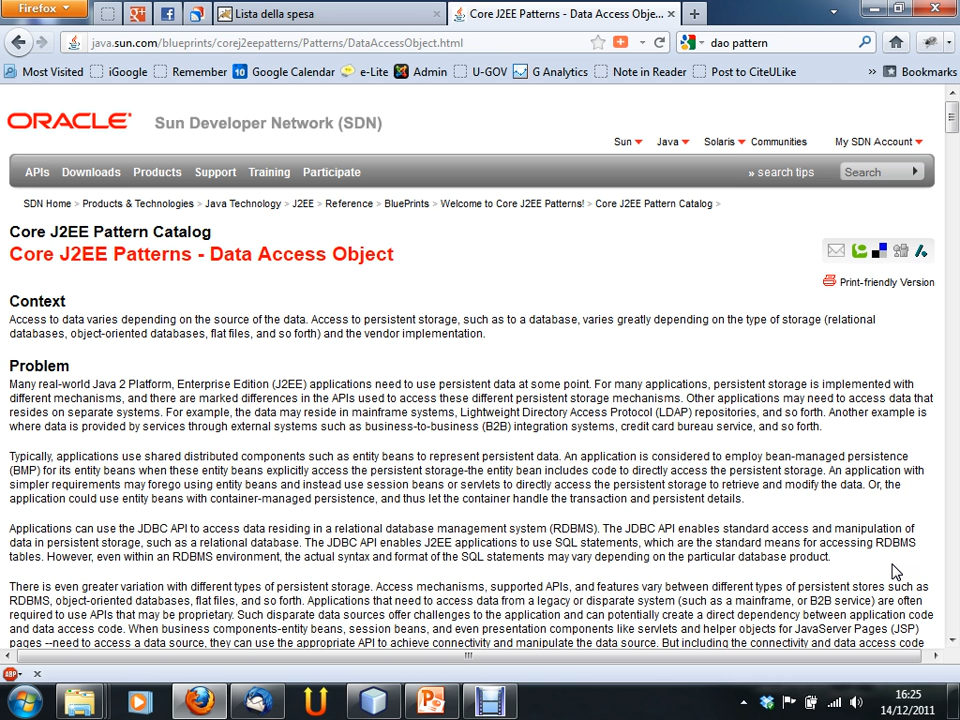 Firefox
Lista della spesa
Core J2EE Patterns - Data Access Obje...
java.sun.com/blueprints/corej2eepatterns/Patterns/DataAccessObject.html
dao pattern
Most Visited
iGoogle
Remember
10 Google Calendar
e-Lite
Admin
U-GOV
G Analytics
Note in Reader
Post to CiteULike
»
Bookmarks
ORACLE
Sun Developer Network (SDN)
Sun
Java
Solaris
Communities
My SDN Account
APIs
Downloads
Products
Support
Training
Participate
» search tips
Search
SDN Home > Products & Technologies > Java Technology > J2EE > Reference > BluePrints > Welcome to Core J2EE Patterns! > Core J2EE Pattern Catalog >
Core J2EE Pattern Catalog
Core J2EE Patterns - Data Access Object
Print-friendly Version
Context
Access to data varies depending on the source of the data. Access to persistent storage, such as to a database, varies greatly depending on the type of storage (relational
databases, object-oriented databases, flat files, and so forth) and the vendor implementation.
Problem
Many real-world Java 2 Platform, Enterprise Edition (J2EE) applications need to use persistent data at some point. For many applications, persistent storage is implemented with
different mechanisms, and there are marked differences in the APIs used to access these different persistent storage mechanisms. Other applications may need to access data that
resides on separate systems. For example, the data may reside in mainframe systems, Lightweight Directory Access Protocol (LDAP) repositories, and so forth. Another example is
where data is provided by services through external systems such as business-to-business (B2B) integration systems, credit card bureau service, and so forth.
Typically, applications use shared distributed components such as entity beans to represent persistent data. An application is considered to employ bean-managed persistence
(BMP) for its entity beans when these entity beans explicitly access the persistent storage-the entity bean includes code to directly access the persistent storage. An application with
simpler requirements may forego using entity beans and instead use session beans or servlets to directly access the persistent storage to retrieve and modify the data. Or, the
application could use entity beans with container-managed persistence, and thus let the container handle the transaction and persistent details.
Applications can use the JDBC API to access data residing in a relational database management system (RDBMS). The JDBC API enables standard access and manipulation of
data in persistent storage, such as a relational database. The JDBC API enables J2EE applications to use SQL statements, which are the standard means for accessing RDBMS
tables. However, even within an RDBMS environment, the actual syntax and format of the SQL statements may vary depending on the particular database product.
There is even greater variation with different types of persistent storage. Access mechanisms, supported APIs, and features vary between different types of persistent stores such as
RDBMS, object-oriented databases, flat files, and so forth. Applications that need to access data from a legacy or disparate system (such as a mainframe, or B2B service) are often
required to use APIs that may be proprietary. Such disparate data sources offer challenges to the application and can potentially create a direct dependency between application code
and data access code. When business components-entity beans, session beans, and even presentation components like servlets and helper objects for JavaServer Pages (JSP)
pages --need to access a data source, they can use the appropriate API to achieve connectivity and manipulate the data source. But including the connectivity and data access code
ABP
16:25
14/12/2011